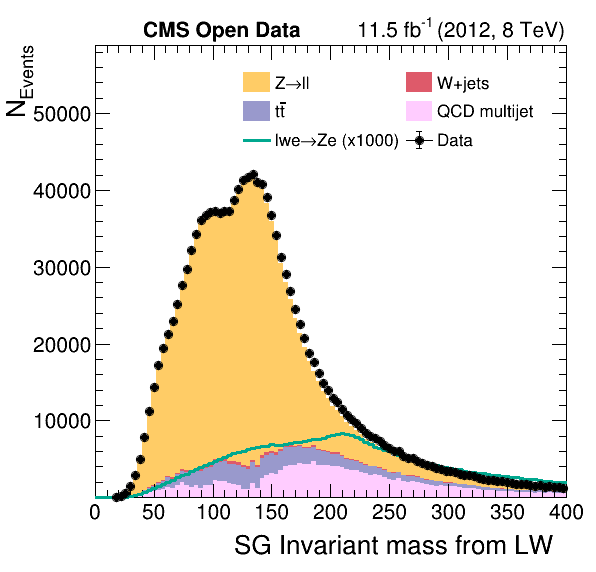 CMS Open Data 11.5 fb⁻¹ (2012, 8 TeV)
N_Events
Z→ll W+jets
tt̄ QCD multijet
lwe→Ze (x1000) Data
50000
40000
30000
20000
10000
0 50 100 150 200 250 300 350 400
SG Invariant mass from LW